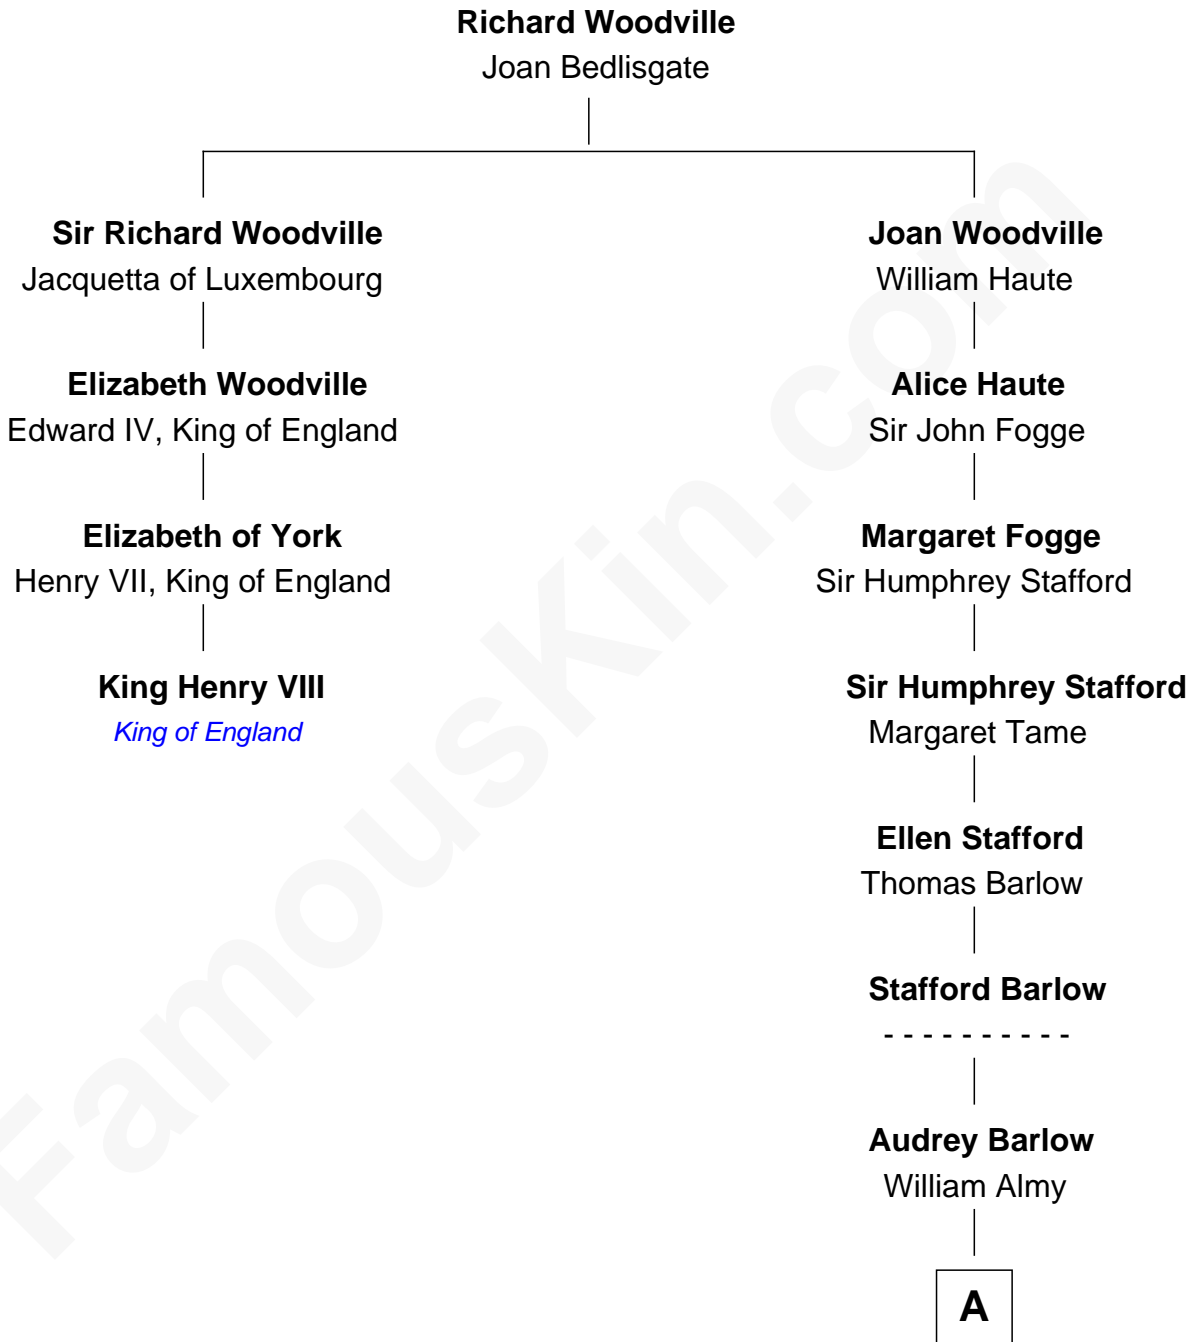 Richard Woodville
Joan Bedlisgate
Sir Richard Woodville
Jacquetta of Luxembourg
Elizabeth Woodville
Edward IV, King of England
Elizabeth of York
Henry VII, King of England
King Henry VIII
King of England
Joan Woodville
William Haute
Alice Haute
Sir John Fogge
Margaret Fogge
Sir Humphrey Stafford
Sir Humphrey Stafford
Margaret Tame
Ellen Stafford
Thomas Barlow
Stafford Barlow
- - - - - - - - - -
Audrey Barlow
William Almy
A
FamousKin.com